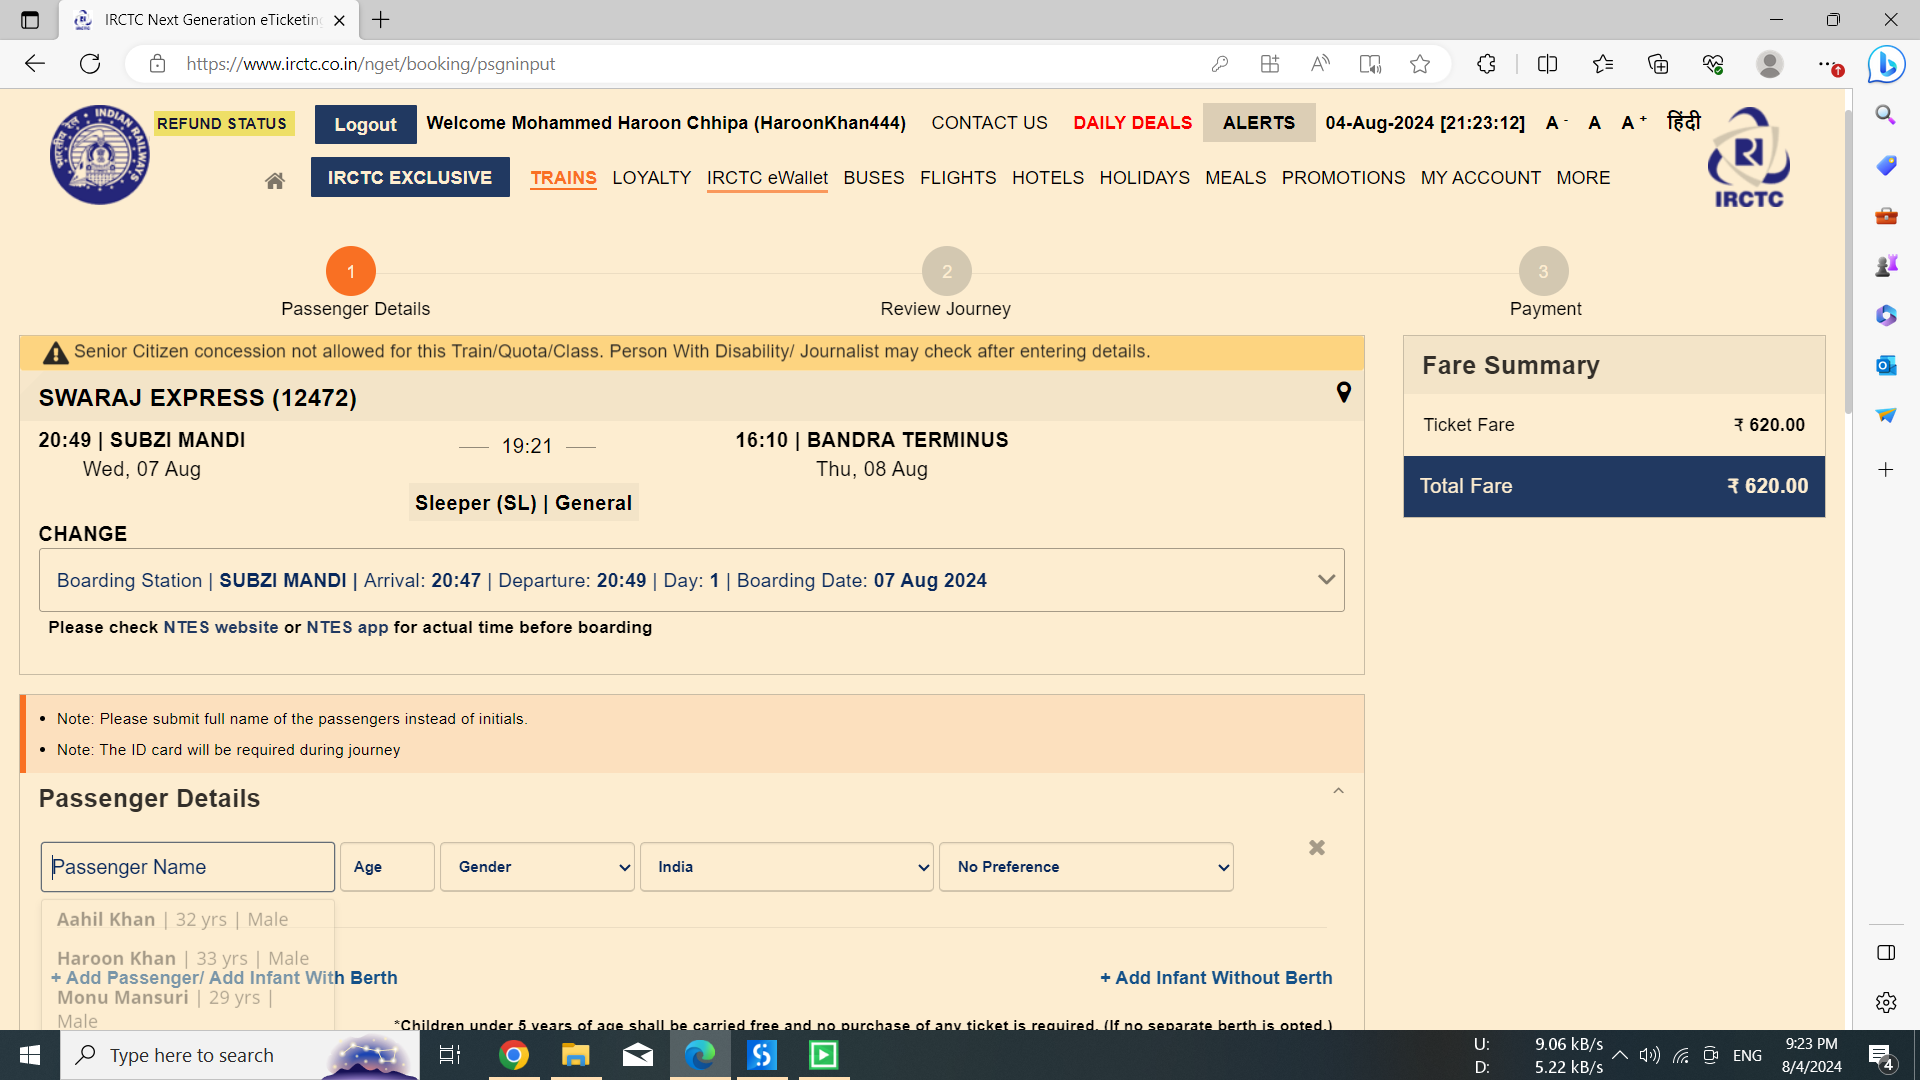 IRCTC Next Generation eTicketing
https://www.irctc.co.in/nget/booking/psgninput
INDIAN RAILWAYS
REFUND STATUS
Logout
Welcome Mohammed Haroon Chhipa (HaroonKhan444)
CONTACT US
DAILY DEALS
ALERTS
04-Aug-2024 [21:23:12]
A - A A +
हिंदी
IRCTC EXCLUSIVE
TRAINS LOYALTY IRCTC eWallet BUSES FLIGHTS HOTELS HOLIDAYS MEALS PROMOTIONS MY ACCOUNT MORE
IRCTC
1 2 3
Passenger Details Review Journey Payment
Senior Citizen concession not allowed for this Train/Quota/Class. Person With Disability/ Journalist may check after entering details.
SWARAJ EXPRESS (12472)
20:49 | SUBZI MANDI
Wed, 07 Aug
19:21
16:10 | BANDRA TERMINUS
Thu, 08 Aug
Sleeper (SL) | General
CHANGE
Boarding Station | SUBZI MANDI | Arrival: 20:47 | Departure: 20:49 | Day: 1 | Boarding Date: 07 Aug 2024
Please check NTES website or NTES app for actual time before boarding
Fare Summary
Ticket Fare ₹ 620.00
Total Fare ₹ 620.00
Note: Please submit full name of the passengers instead of initials.
Note: The ID card will be required during journey
Passenger Details
Passenger Name Age Gender India No Preference
Aahil Khan | 32 yrs | Male
Haroon Khan | 33 yrs | Male
+ Add Passenger/ Add Infant With Berth
+ Add Infant Without Berth
Monu Mansuri | 29 yrs |
Male
*Children under 5 years of age shall be carried free and no purchase of any ticket is required. (If no separate berth is opted.)
Type here to search
U: 9.06 kB/s
D: 5.22 kB/s
ENG
9:23 PM
8/4/2024
4